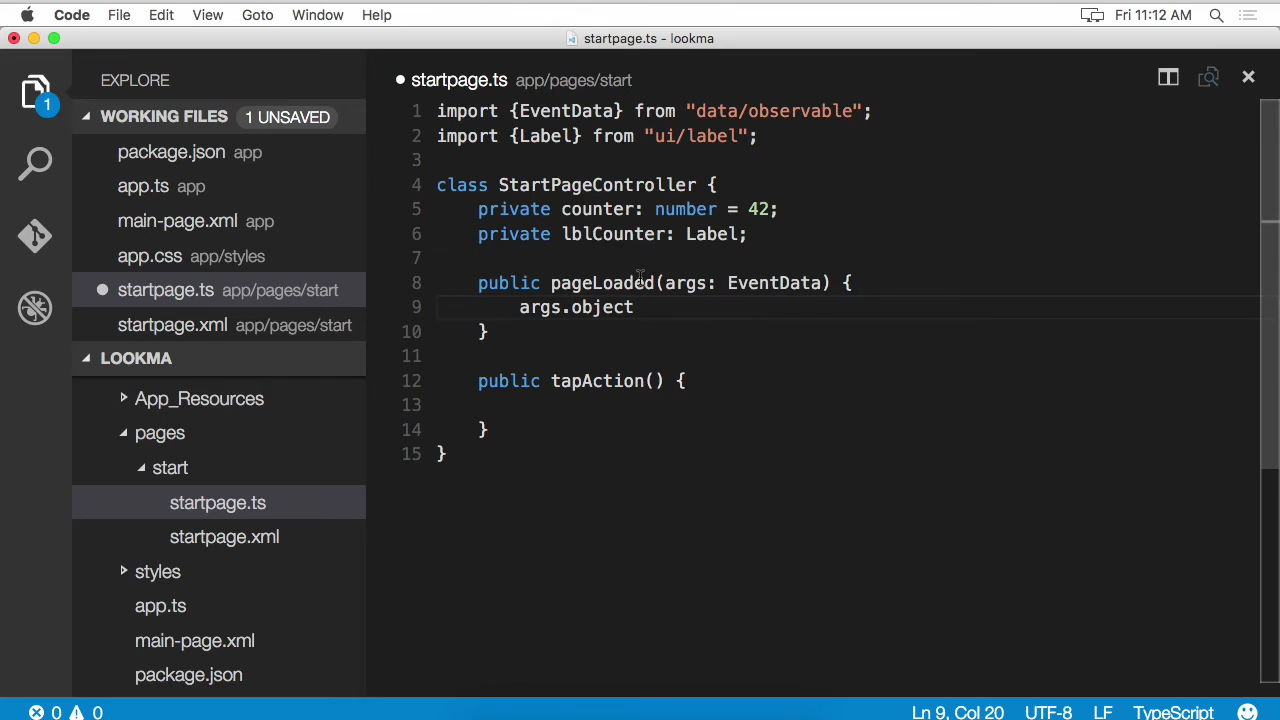 Code File Edit View Goto Window Help Fri 11:12 AM
startpage.ts - lookma
EXPLORE
WORKING FILES 1 UNSAVED
package.json app
app.ts app
main-page.xml app
app.css app/styles
startpage.ts app/pages/start
startpage.xml app/pages/start
LOOKMA
App_Resources
pages
start
startpage.ts
startpage.xml
styles
app.ts
main-page.xml
package.json
1
startpage.ts app/pages/start
1 import {EventData} from "data/observable";
2 import {Label} from "ui/label";
3
4 class StartPageController {
5 private counter: number = 42;
6 private lblCounter: Label;
7
8 public pageLoaded(args: EventData) {
9 args.object
10 }
11
12 public tapAction() {
13
14 }
15 }
0 0 Ln 9, Col 20 UTF-8 LF TypeScript